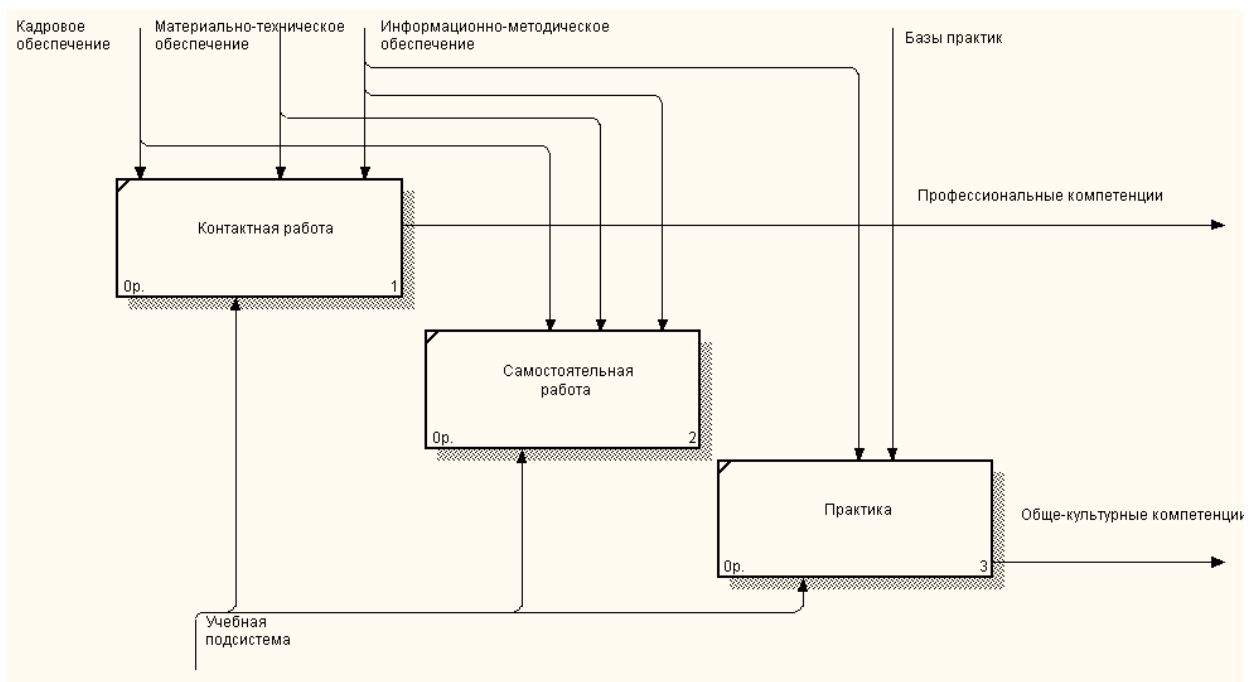 Кадровое
обеспечение
Материально-техническое
обеспечение
Информационно-методическое
обеспечение
Базы практик
Профессиональные компетенции
Контактная работа
0р.
1
Самостоятельная
работа
0р.
2
Практика
0р.
3
Обще-культурные компетенции
Учебная
подсистема